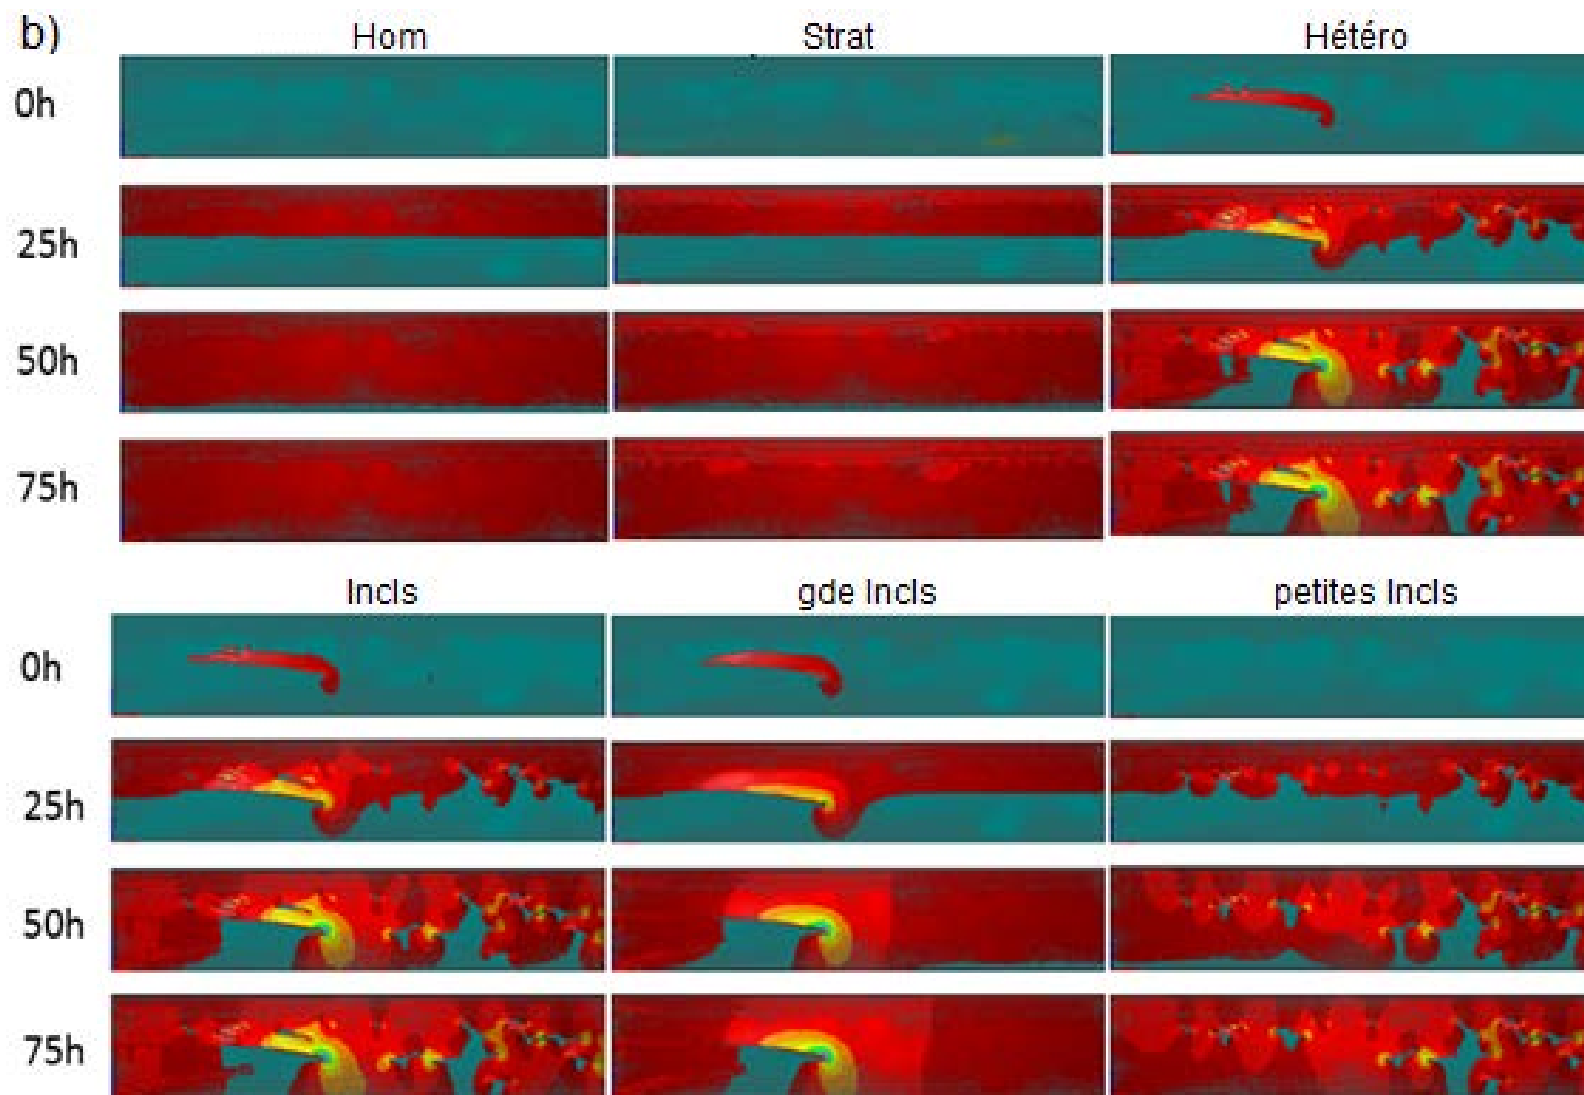 b)
Hom Strat Hétéro
0h
25h
50h
75h
Incls gde Incls petites Incls
0h
25h
50h
75h